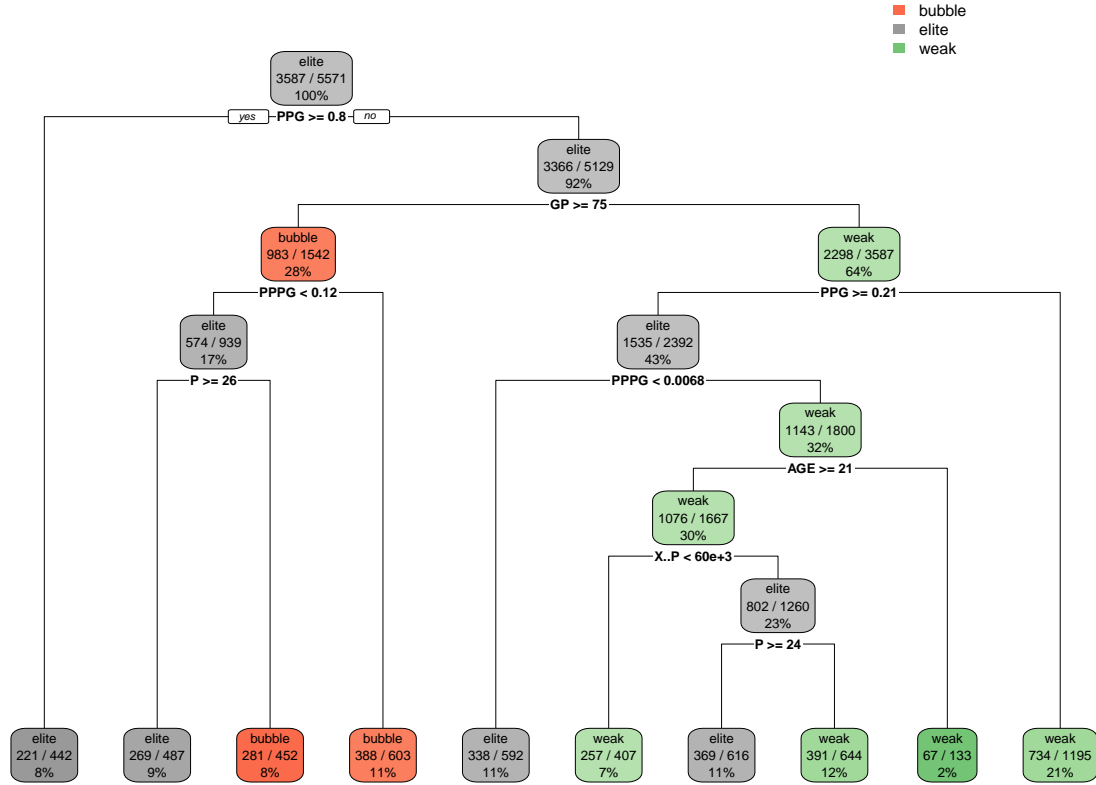 bubble
elite
weak
elite
3587 / 5571
100%
yes PPG >= 0.8 no
elite
3366 / 5129
92%
GP >= 75
bubble
983 / 1542
28%
weak
2298 / 3587
64%
PPPG < 0.12
PPG >= 0.21
elite
574 / 939
17%
elite
1535 / 2392
43%
P >= 26
PPPG < 0.0068
weak
1143 / 1800
32%
AGE >= 21
weak
1076 / 1667
30%
X..P < 60e+3
elite
802 / 1260
23%
P >= 24
elite
221 / 442
8%
elite
269 / 487
9%
bubble
281 / 452
8%
bubble
388 / 603
11%
elite
338 / 592
11%
weak
257 / 407
7%
elite
369 / 616
11%
weak
391 / 644
12%
weak
67 / 133
2%
weak
734 / 1195
21%